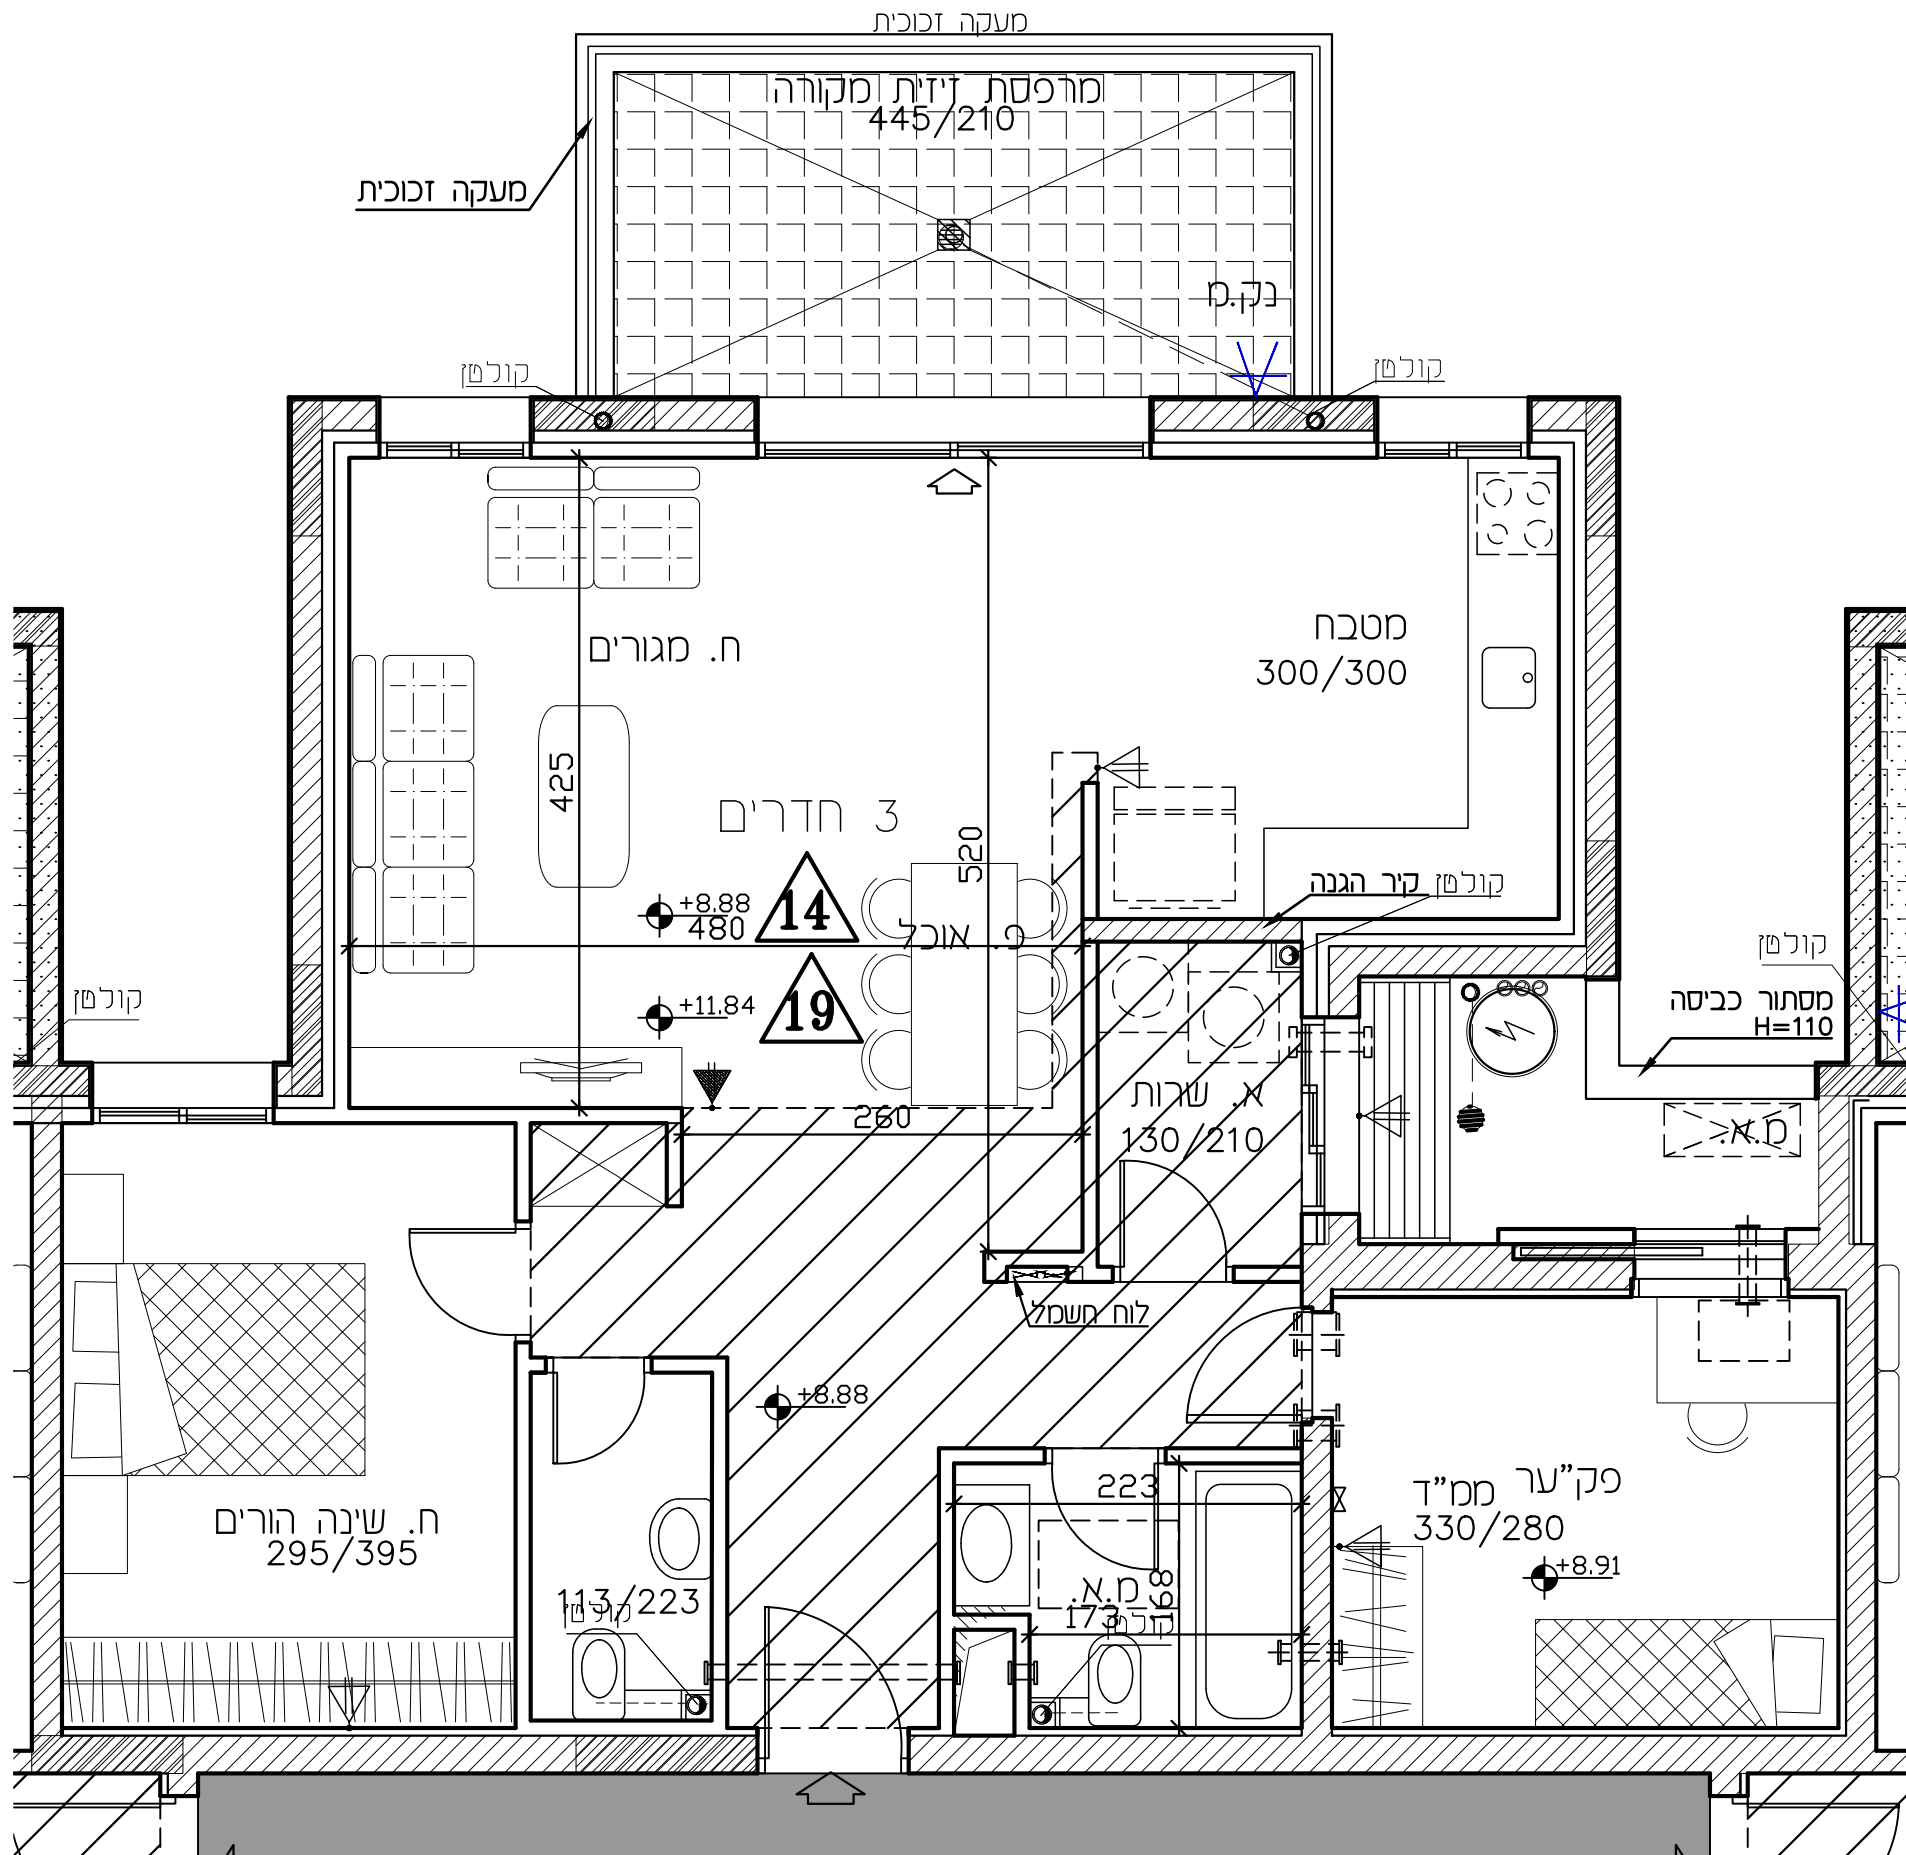 מעקה זכוכית
מרפסת זיזית מקורה
445/210
מעקה זכוכית
נק.מ
קולטן
קולטן
ח. מגורים
מטבח
300/300
425
3 חדרים
520
14
+8.88
480
פ. אוכל
קיר הגנה
קולטן
קולטן
קולטן
19
+11.84
מסתור כביסה
H=110
א. שרות
130/210
260
מ.א.
לוח חשמל
+8.88
223
ממ"ד פק"ער
330/280
+8.91
ח. שינה הורים
295/395
113/223
קולטן
מ.א.
168
173
קולטן